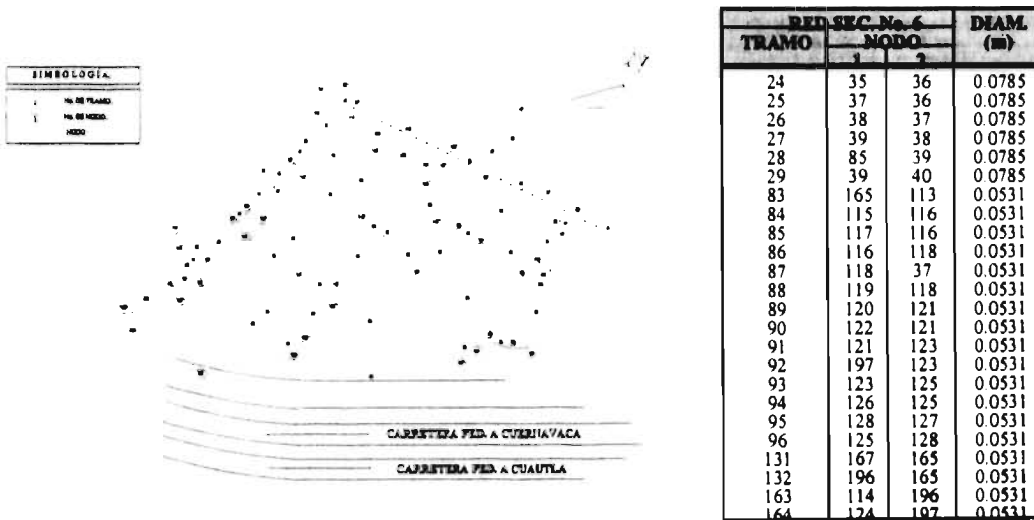 SIMBOLOGÍA.
No. DE TRAMO.
No. DE NODO.
NODO
CARRETERA FED. A CUERNAVACA
CARRETERA FED. A CUAUTLA
RED SEC. No. 6 DIAM.
TRAMO NODO (m)
1 2
24 35 36 0.0785
25 37 36 0.0785
26 38 37 0.0785
27 39 38 0.0785
28 85 39 0.0785
29 39 40 0.0785
83 165 113 0.0531
84 115 116 0.0531
85 117 116 0.0531
86 116 118 0.0531
87 118 37 0.0531
88 119 118 0.0531
89 120 121 0.0531
90 122 121 0.0531
91 121 123 0.0531
92 197 123 0.0531
93 123 125 0.0531
94 126 125 0.0531
95 128 127 0.0531
96 125 128 0.0531
131 167 165 0.0531
132 196 165 0.0531
163 114 196 0.0531
164 124 197 0.0531